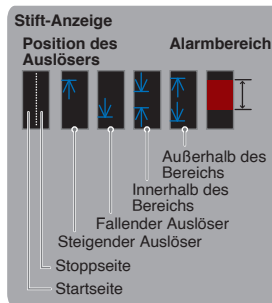 Stift-Anzeige
Position des
Auslösers
Alarmbereich
Außerhalb des
Bereichs
Innerhalb des
Bereichs
Fallender Auslöser
Steigender Auslöser
Stoppseite
Startseite